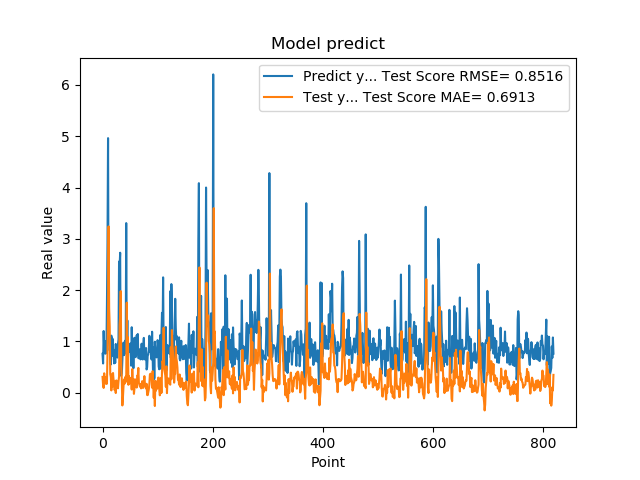 Model predict
Predict y... Test Score RMSE= 0.8516
Test y... Test Score MAE= 0.6913
Real value
6
5
4
3
2
1
0
0 200 400 600 800
Point